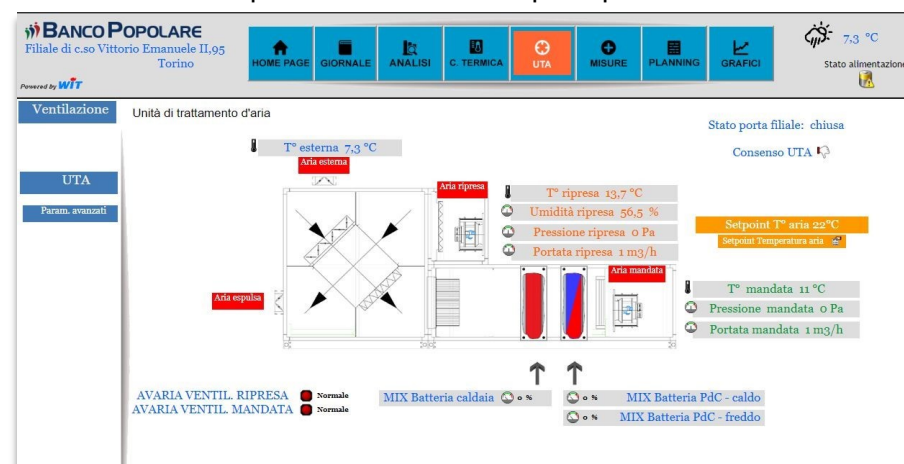 BANCO POPOLARE
Filiale di c.so Vittorio Emanuele II,95
Torino
Powered by WIT
HOME PAGE
GIORNALE
ANALISI
C. TERMICA
UTA
MISURE
PLANNING
GRAFICI
7,3 °C
Stato alimentazione
Ventilazione
UTA
Param. avanzati
Unità di trattamento d'aria
Stato porta filiale: chiusa
Consenso UTA
T° esterna 7,3 °C
Aria esterna
Aria ripresa
T° ripresa 13,7 °C
Umidità ripresa 56,5 %
Pressione ripresa 0 Pa
Portata ripresa 1 m3/h
Setpoint T° aria 22°C
Setpoint Temperatura aria
Aria mandata
Aria espulsa
T° mandata 11 °C
Pressione mandata 0 Pa
Portata mandata 1 m3/h
AVARIA VENTIL. RIPRESA Normale
AVARIA VENTIL. MANDATA Normale
MIX Batteria caldaia 0 %
0 % MIX Batteria PdC - caldo
0 % MIX Batteria PdC - freddo